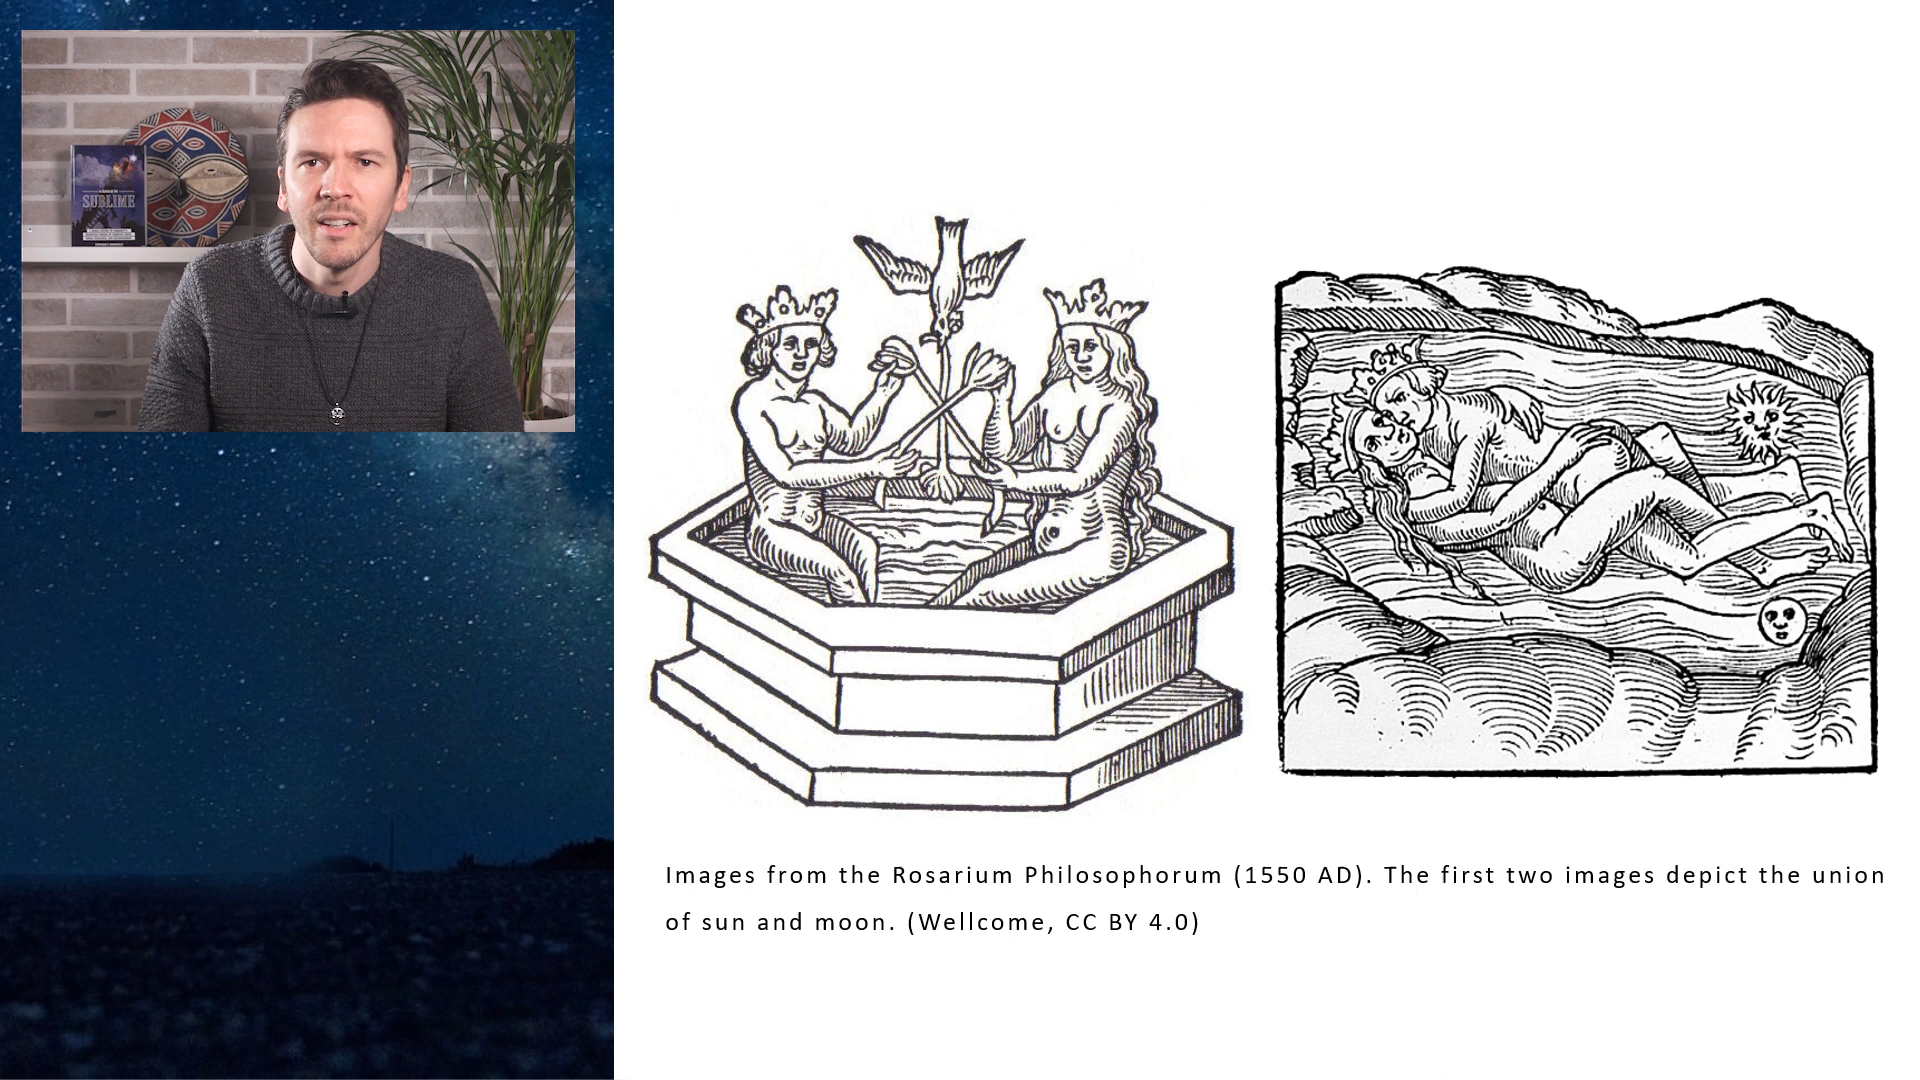 SUBLIME
Images from the Rosarium Philosophorum (1550 AD). The first two images depict the union
of sun and moon. (Wellcome, CC BY 4.0)